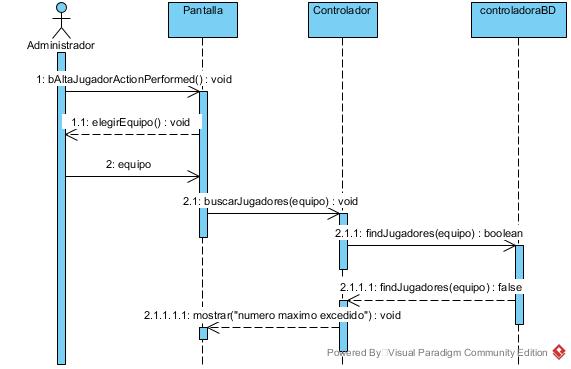 Pantalla
Controlador
controladoraBD
Administrador
1: bAltaJugadorActionPerformed() : void
1.1: elegirEquipo() : void
2: equipo
2.1: buscarJugadores(equipo) : void
2.1.1: findJugadores(equipo) : boolean
2.1.1.1: findJugadores(equipo) : false
2.1.1.1.1: mostrar("numero maximo excedido") : void
Powered By Visual Paradigm Community Edition